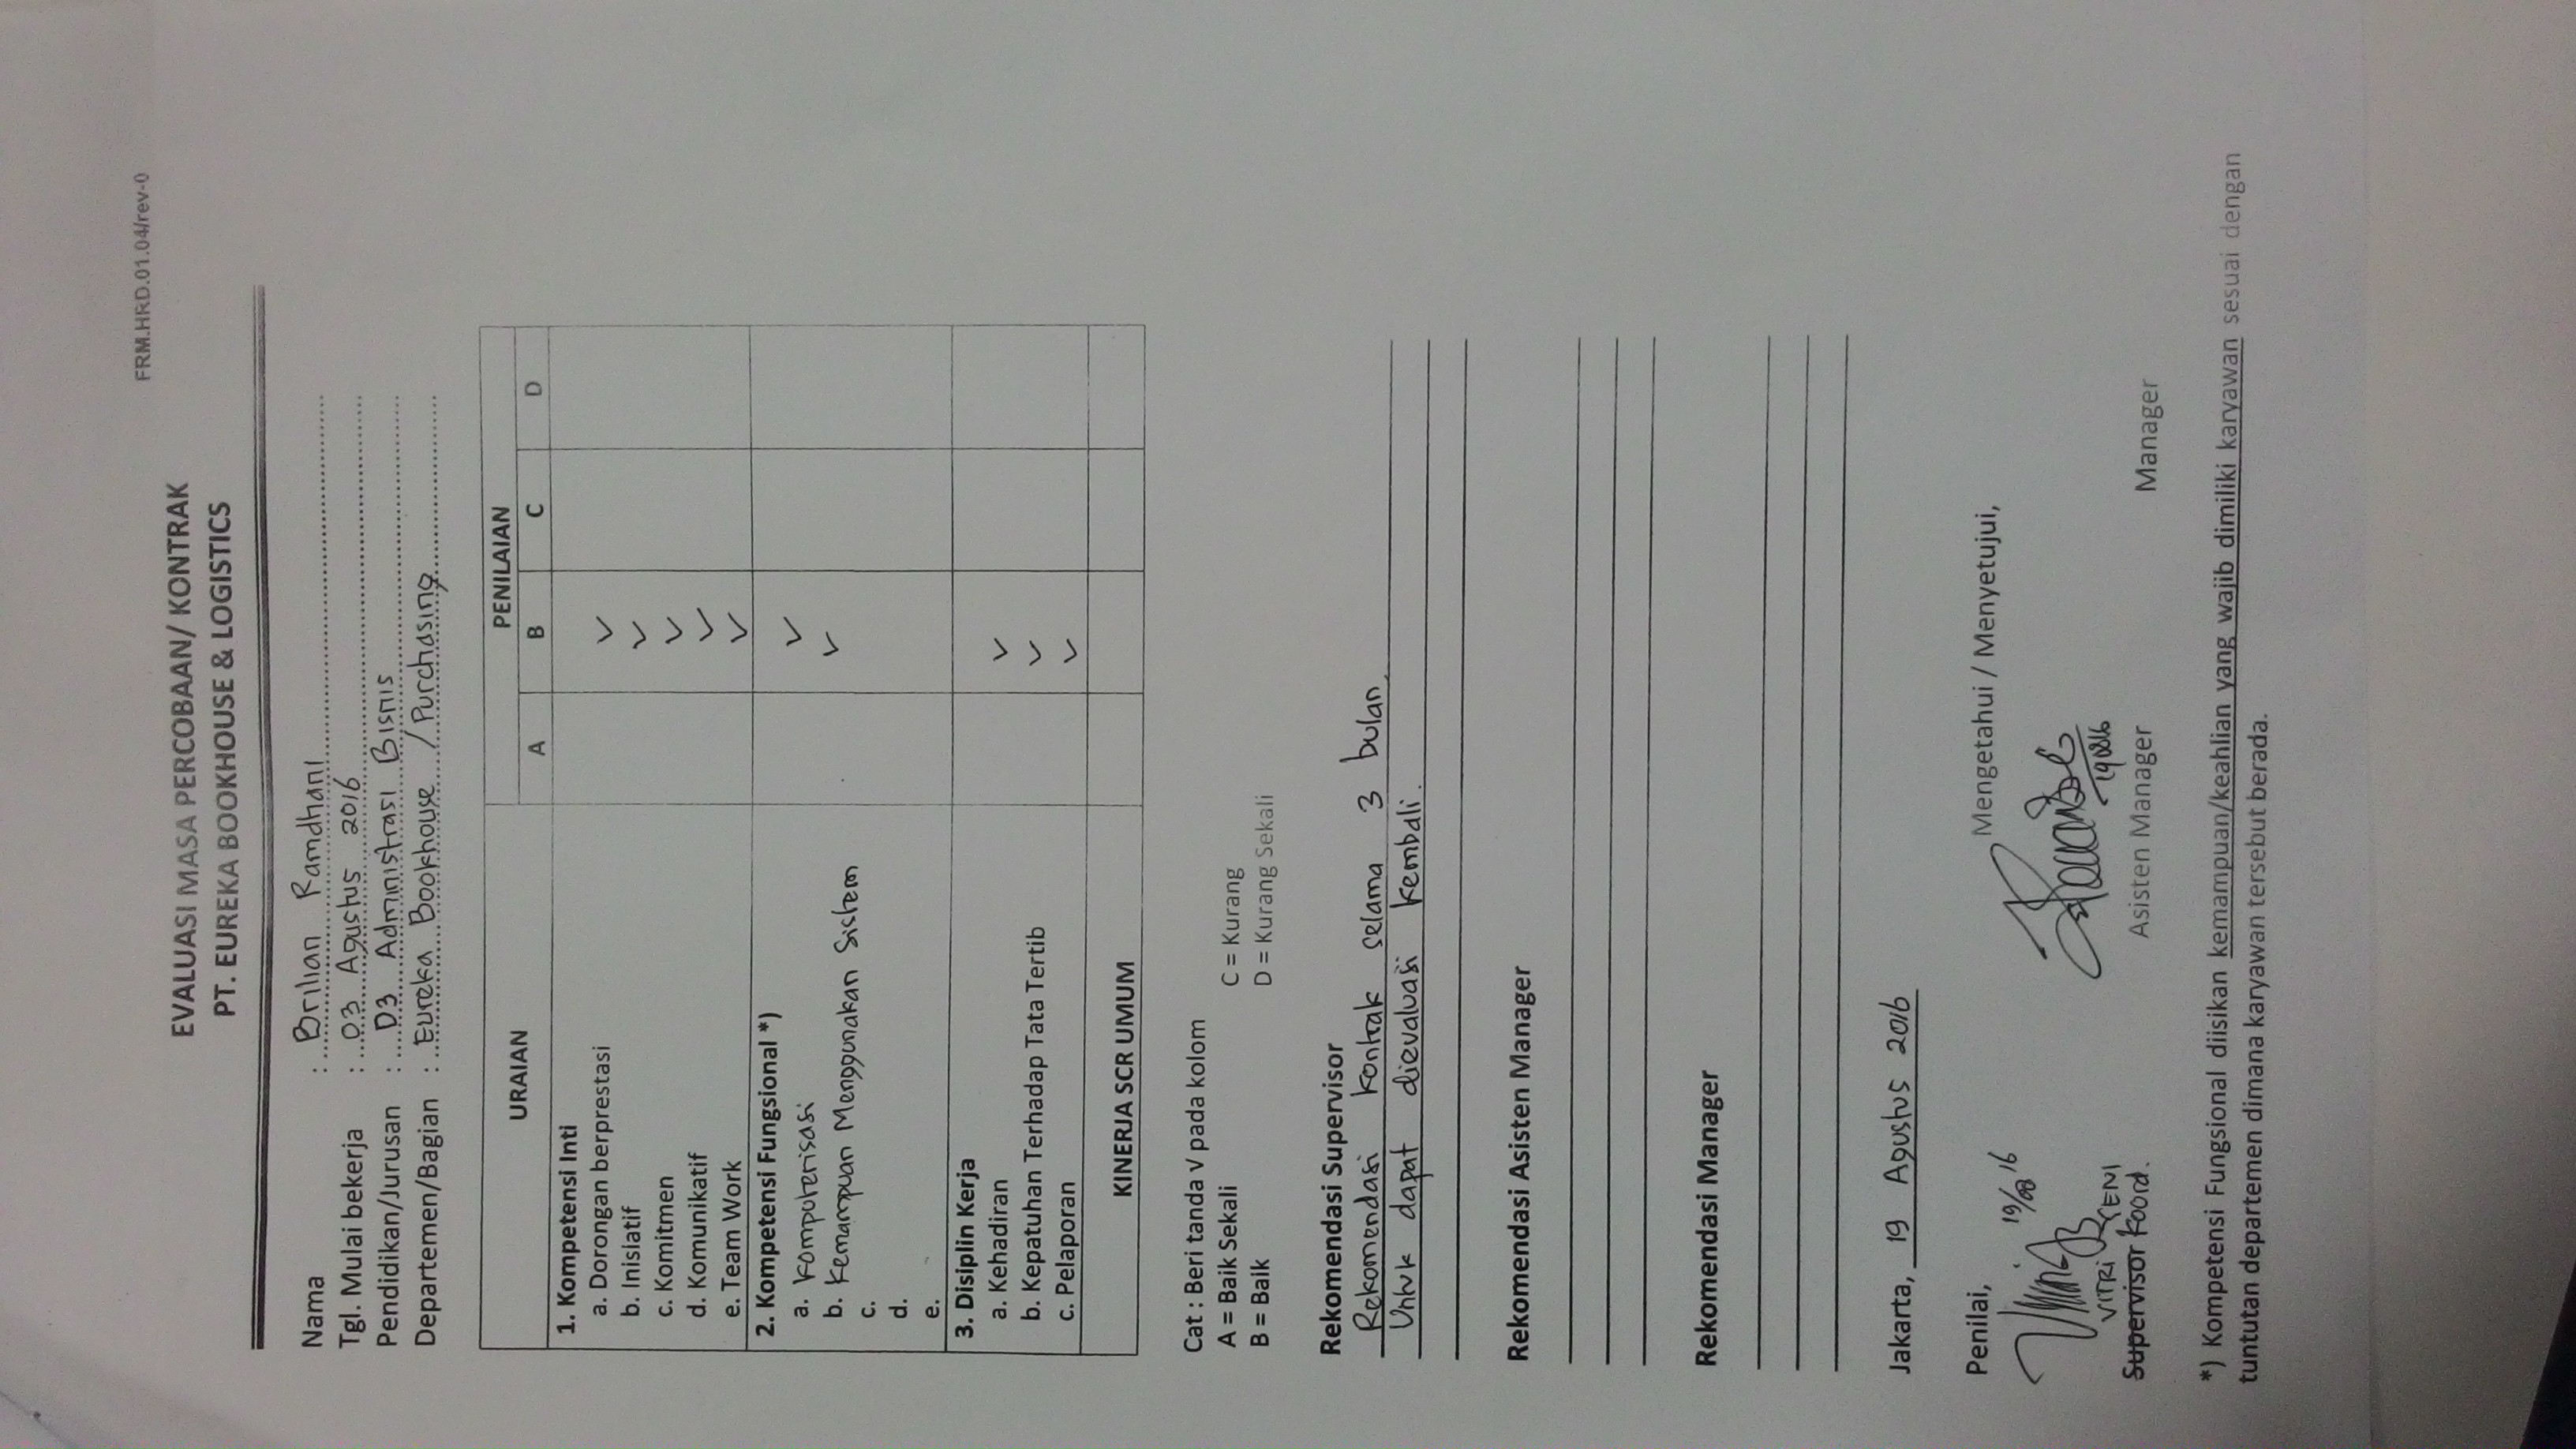 FRM.HRD.01.04/rev-0
EVALUASI MASA PERCOBAAN/ KONTRAK
PT. EUREKA BOOKHOUSE & LOGISTICS
Nama : Brilian Ramdhani
Tgl. Mulai bekerja : 03 Agustus 2016
Pendidikan/Jurusan : D3 Administrasi Bisnis
Departemen/Bagian : Eureka Bookhouse / Purchasing
URAIAN PENILAIAN
A B C D
1. Kompetensi Inti
a. Dorongan berprestasi ✓
b. Inisiatif ✓
c. Komitmen ✓
d. Komunikatif ✓
e. Team Work ✓
2. Kompetensi Fungsional *)
a. Komputerisasi ✓
b. Kemampuan Menggunakan Sistem ✓
c.
d.
e.
3. Disiplin Kerja
a. Kehadiran ✓
b. Kepatuhan Terhadap Tata Tertib ✓
c. Pelaporan ✓
KINERJA SCR UMUM
Cat : Beri tanda √ pada kolom
A = Baik Sekali C = Kurang
B = Baik D = Kurang Sekali
Rekomendasi Supervisor
Rekomendasi kontrak selama 3 bulan
Untuk dapat dievaluasi kembali.
Rekomendasi Asisten Manager
Rekomendasi Manager
Jakarta, 19 Agustus 2016
Penilai, Mengetahui / Menyetujui,
19/08 16
VITRI YENI 190816
Supervisor Koord. Asisten Manager Manager
*) Kompetensi Fungsional diisikan kemampuan/keahlian yang wajib dimiliki karyawan sesuai dengan
tuntutan departemen dimana karyawan tersebut berada.